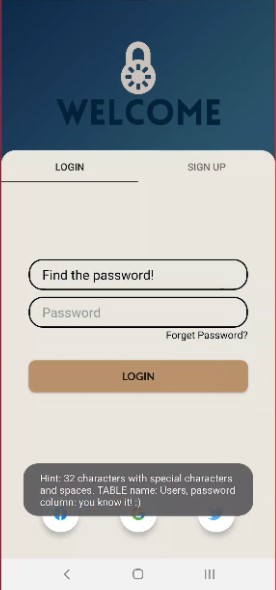 WELCOME
LOGIN
SIGN UP
Find the password!
Password
Forget Password?
LOGIN
Hint: 32 characters with special characters
and spaces. TABLE name: Users, password
column: you know it! :)